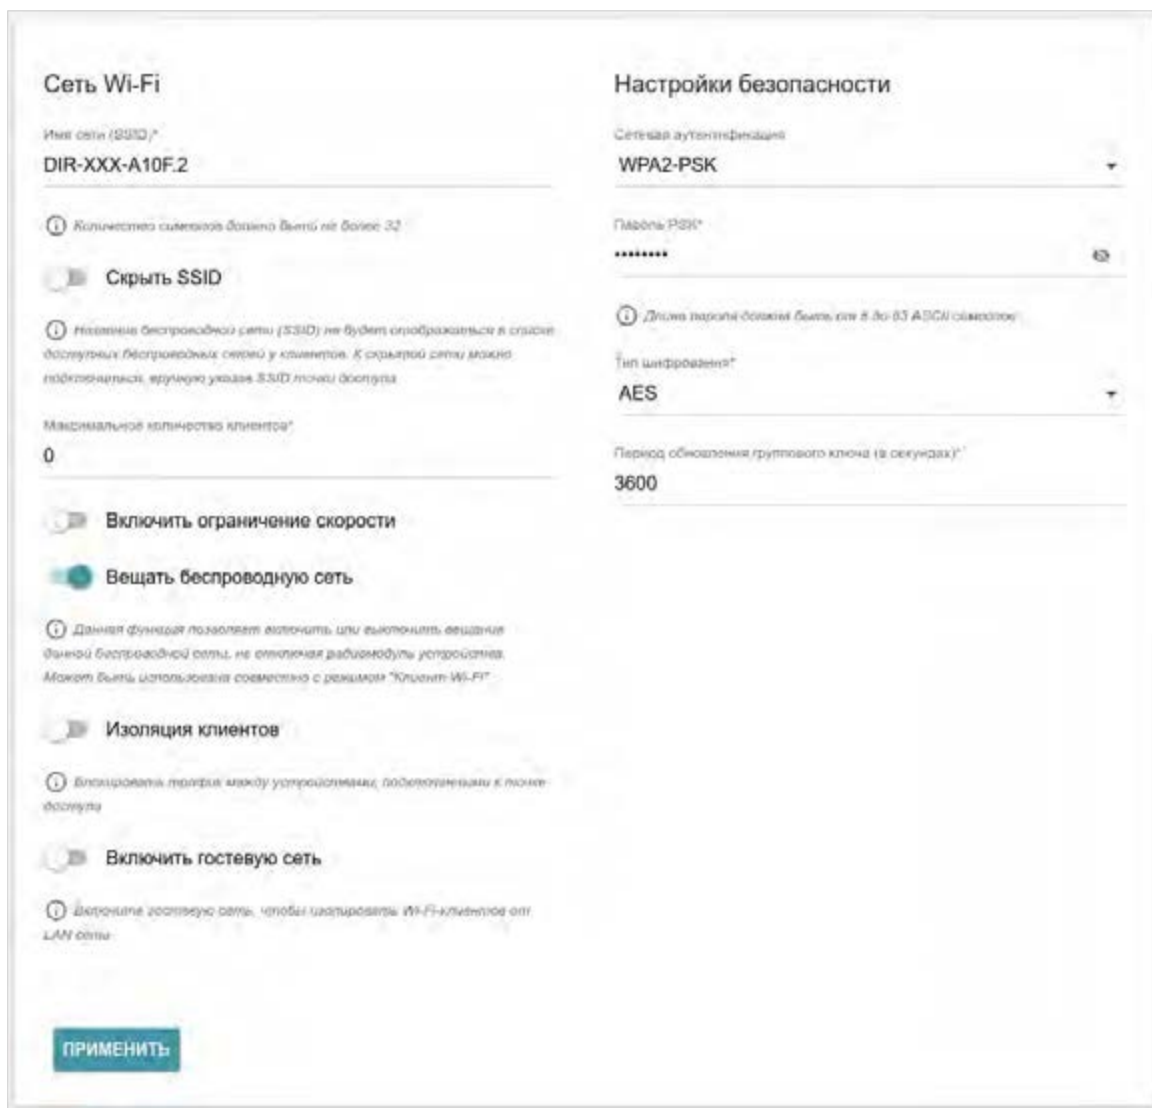 Сеть Wi-Fi
Имя сети (SSID)*
DIR-XXX-A10F.2
Количество символов должно быть не более 32
Скрыть SSID
Название беспроводной сети (SSID) не будет отображаться в списке
доступных беспроводных сетей у клиентов. К скрытой сети можно
подключиться, вручную указав SSID точки доступа
Максимальное количество клиентов*
0
Включить ограничение скорости
Вещать беспроводную сеть
Данная функция позволяет включить или выключить вещание
данной беспроводной сети, не отключая радиомодуль устройства.
Может быть использована совместно с режимом "Клиент Wi-Fi"
Изоляция клиентов
Блокировать трафик между устройствами, подключенными к точке
доступа
Включить гостевую сеть
Включите гостевую сеть, чтобы изолировать Wi-Fi-клиентов от
LAN сети
ПРИМЕНИТЬ
Настройки безопасности
Сетевая аутентификация
WPA2-PSK
Пароль PSK*
••••••••
Длина пароля должна быть от 8 до 63 ASCII символов
Тип шифрования*
AES
Период обновления группового ключа (в секундах)*
3600